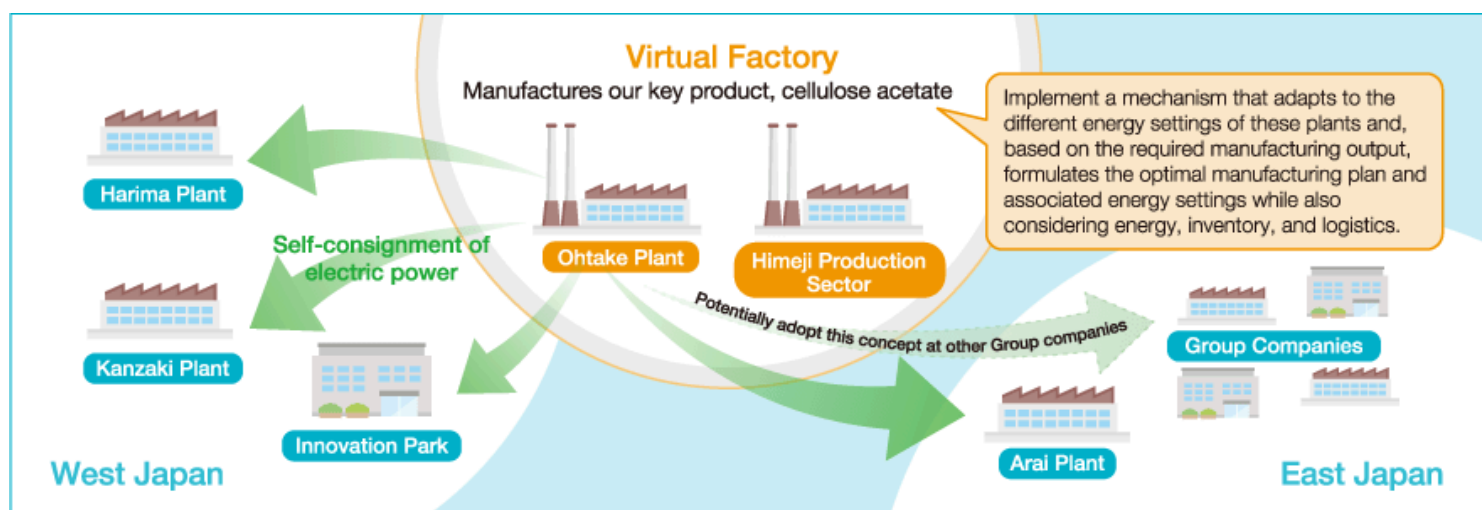 Virtual Factory
Manufactures our key product, cellulose acetate
Implement a mechanism that adapts to the
different energy settings of these plants and,
based on the required manufacturing output,
formulates the optimal manufacturing plan and
associated energy settings while also
considering energy, inventory, and logistics.
Harima Plant
Self-consignment of
electric power
Ohtake Plant
Himeji Production
Sector
Potentially adopt this concept at other Group companies
Kanzaki Plant
Group Companies
Innovation Park
Arai Plant
West Japan
East Japan